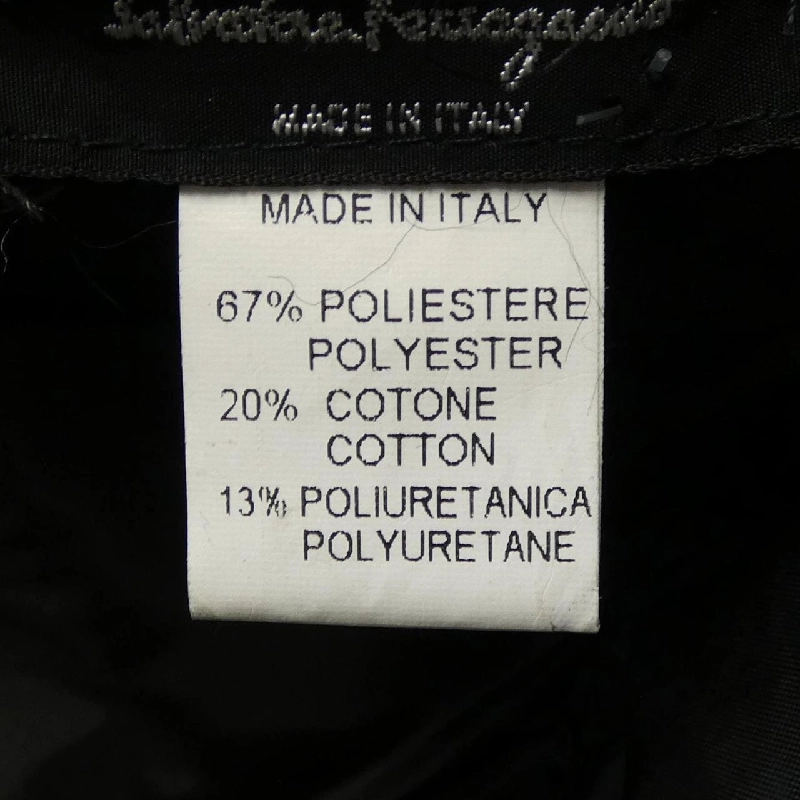 Salvatore Ferragamo
MADE IN ITALY
MADE IN ITALY
67% POLIESTERE
POLYESTER
20% COTONE
COTTON
13% POLIURETANICA
POLYURETANE